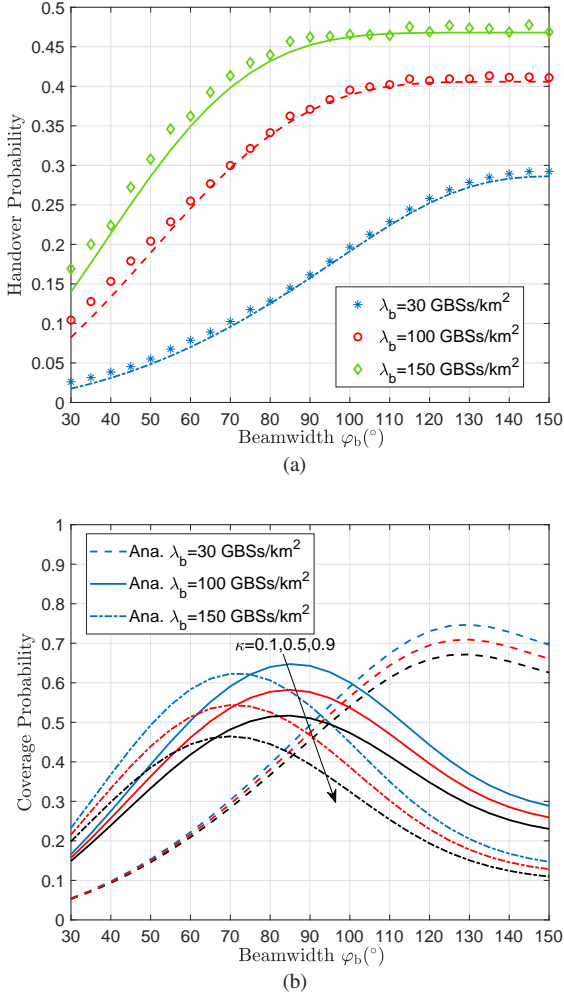 0.5
0.45
0.4
0.35
0.3
0.25
0.2
0.15
0.1
0.05
0
Handover Probability
λb=30 GBSs/km2
λb=100 GBSs/km2
λb=150 GBSs/km2
30 40 50 60 70 80 90 100 110 120 130 140 150
Beamwidth φb(°)
(a)
1
0.9
0.8
0.7
0.6
0.5
0.4
0.3
0.2
0.1
0
Coverage Probability
Ana. λb=30 GBSs/km2
Ana. λb=100 GBSs/km2
Ana. λb=150 GBSs/km2
κ=0.1,0.5,0.9
30 40 50 60 70 80 90 100 110 120 130 140 150
Beamwidth φb(°)
(b)